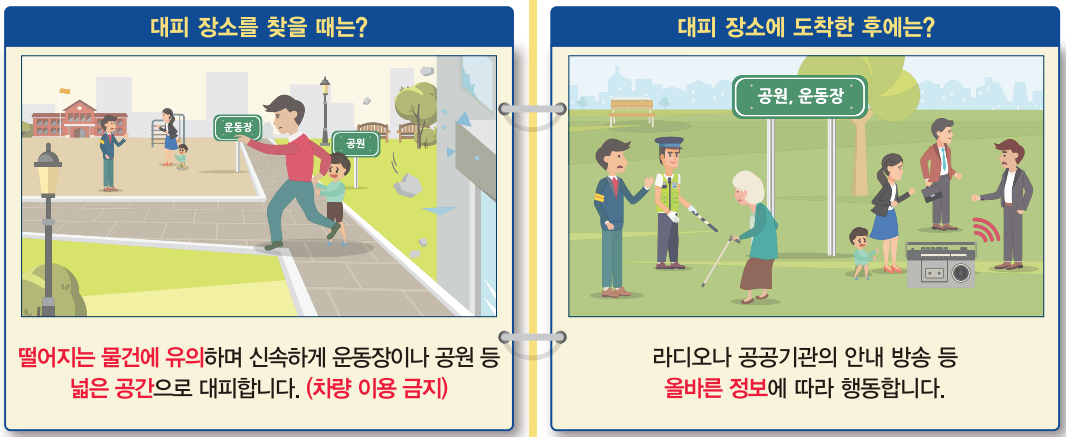 대피 장소를 찾을 때는?
운동장
공원
떨어지는 물건에 유의하며 신속하게 운동장이나 공원 등
넓은 공간으로 대피합니다. (차량 이용 금지)
대피 장소에 도착한 후에는?
공원, 운동장
라디오나 공공기관의 안내 방송 등
올바른 정보에 따라 행동합니다.